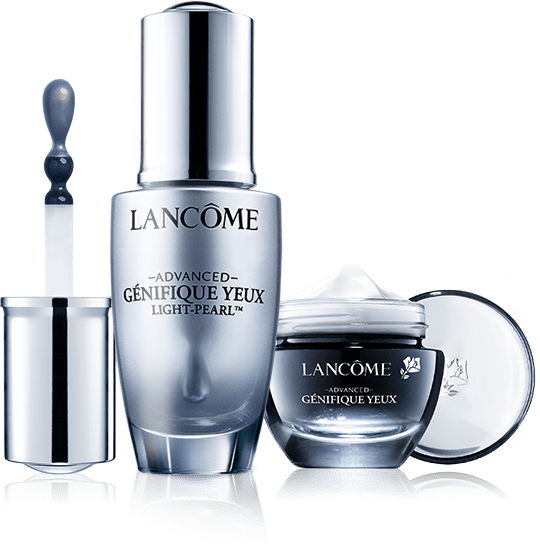 LANCÔME
–ADVANCED–
GÉNIFIQUE YEUX
LIGHT-PEARL™
LANCÔME
–ADVANCED–
GÉNIFIQUE YEUX